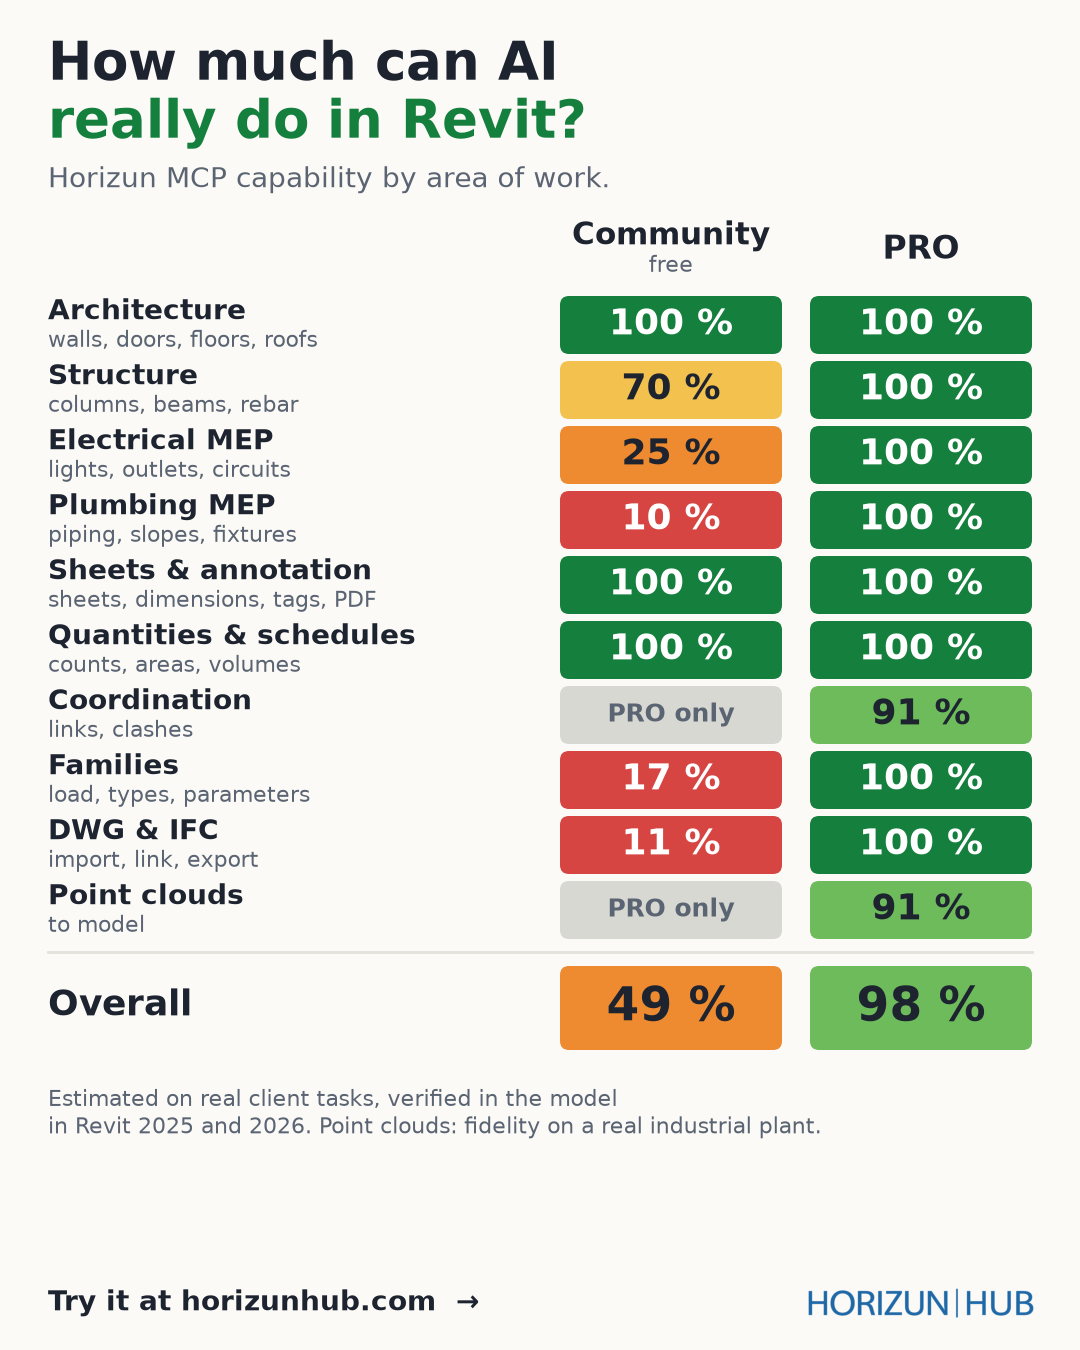 How much can AI
really do in Revit?
Horizun MCP capability by area of work.
Community
free
PRO
Architecture
walls, doors, floors, roofs
100 %
100 %
Structure
columns, beams, rebar
70 %
100 %
Electrical MEP
lights, outlets, circuits
25 %
100 %
Plumbing MEP
piping, slopes, fixtures
10 %
100 %
Sheets & annotation
sheets, dimensions, tags, PDF
100 %
100 %
Quantities & schedules
counts, areas, volumes
100 %
100 %
Coordination
links, clashes
PRO only
91 %
Families
load, types, parameters
17 %
100 %
DWG & IFC
import, link, export
11 %
100 %
Point clouds
to model
PRO only
91 %
Overall
49 %
98 %
Estimated on real client tasks, verified in the model
in Revit 2025 and 2026. Point clouds: fidelity on a real industrial plant.
Try it at horizunhub.com →
HORIZUN|HUB